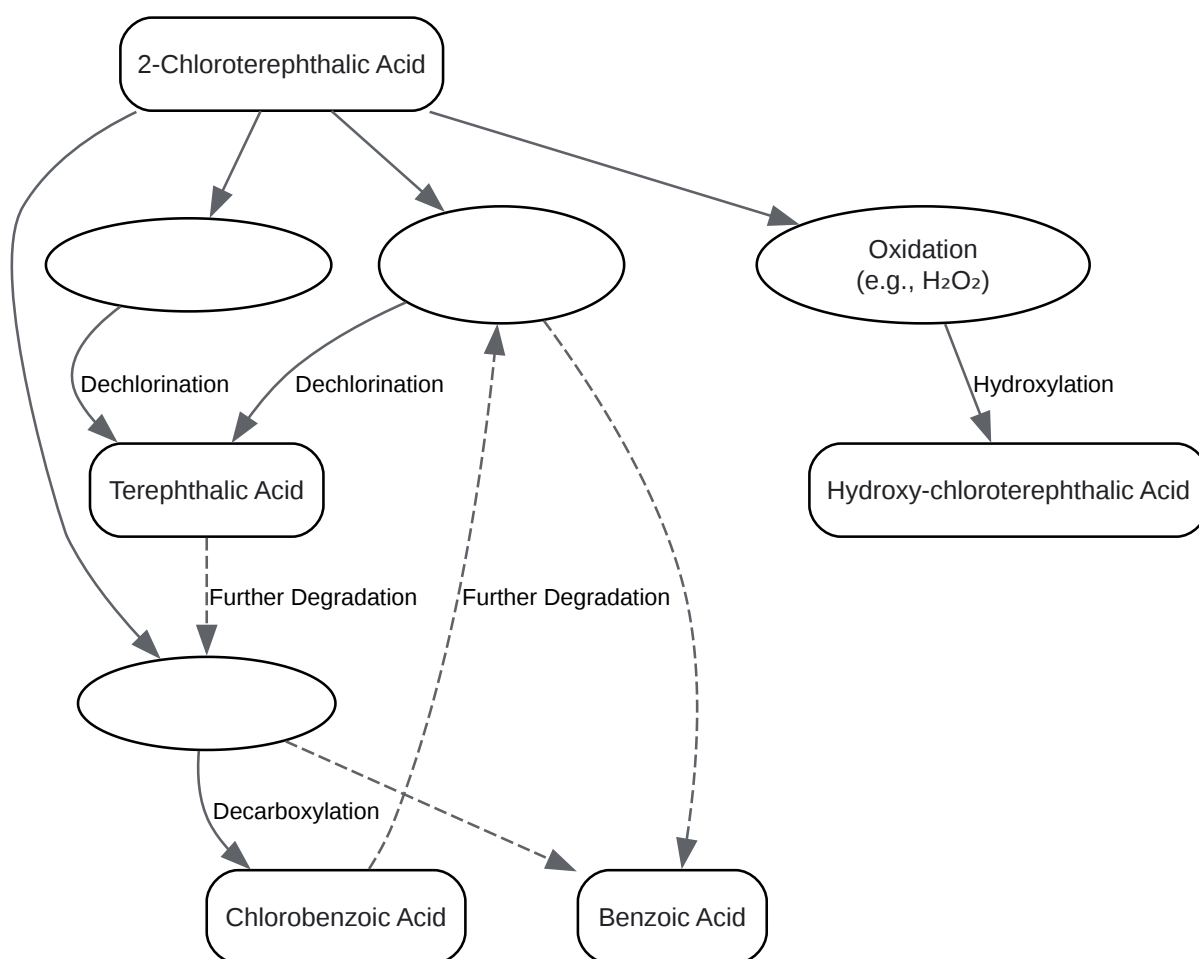 2-Chloroterephthalic Acid
Oxidation
(e.g., H₂O₂)
Dechlorination
Dechlorination
Hydroxylation
Terephthalic Acid
Hydroxy-chloroterephthalic Acid
Further Degradation
Further Degradation
Decarboxylation
Chlorobenzoic Acid
Benzoic Acid